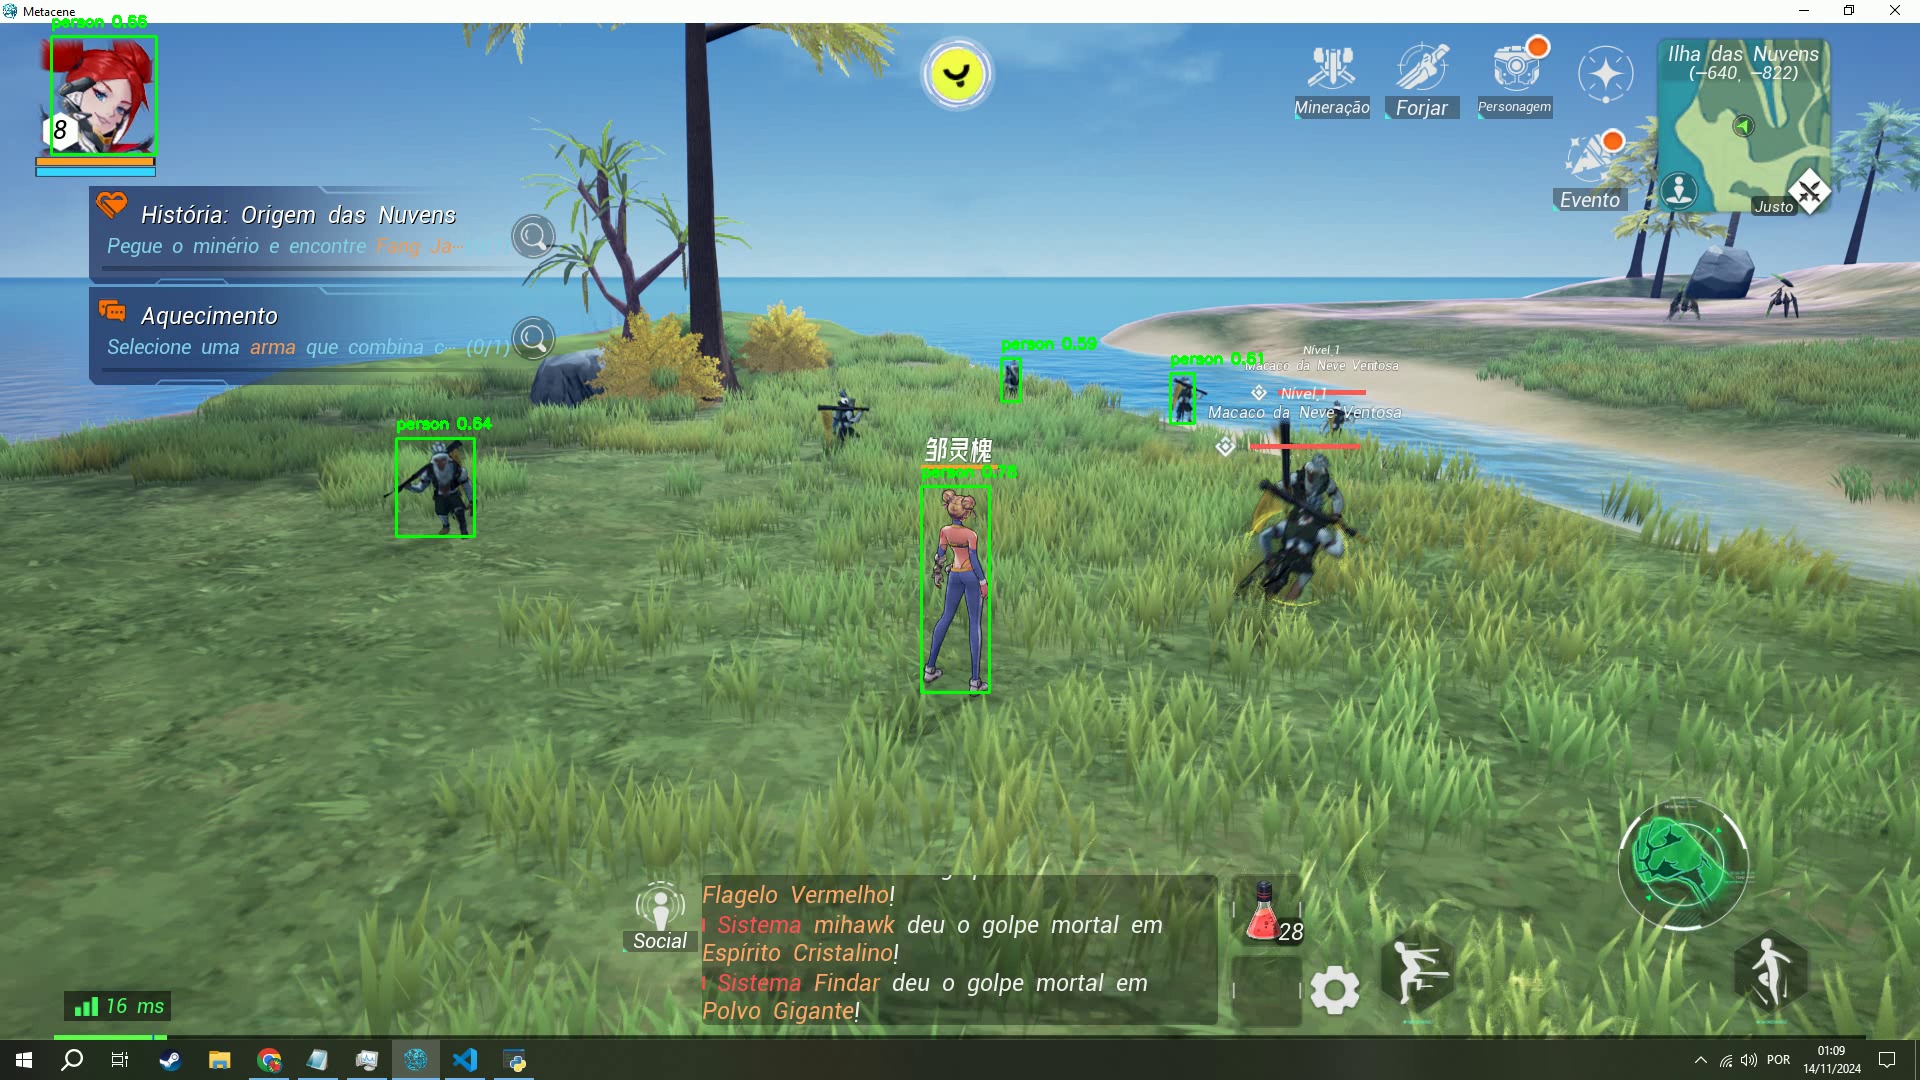 Metacene
person 0.66
8
Mineração
Forjar
Personagem
Ilha das Nuvens
(-640, -822)
Evento
Justo
História: Origem das Nuvens
Pegue o minério e encontre Fang Ja···
Aquecimento
Selecione uma arma que combina c··· (0/1)
person 0.59
person 0.61
Nível 1
Macaco da Neve Ventosa
Nível 1
Macaco da Neve Ventosa
person 0.64
邹灵槐
person 0.78
Flagelo Vermelho!
Sistema mihawk deu o golpe mortal em
Espírito Cristalino!
Sistema Findar deu o golpe mortal em
Polvo Gigante!
Social
28
16 ms
POR
01:09
14/11/2024